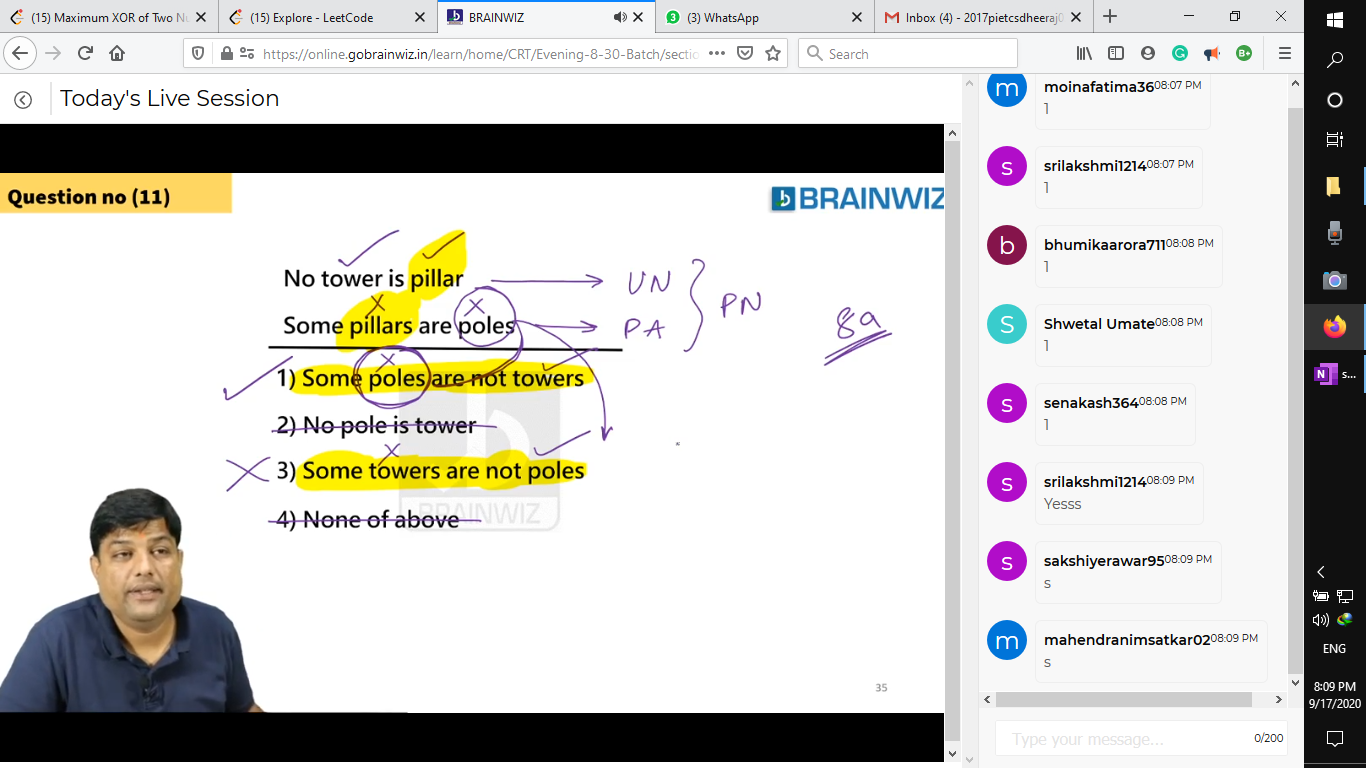 (15) Maximum XOR of Two Nu
(15) Explore - LeetCode
BRAINWIZ
(3) WhatsApp
Inbox (4) - 2017pietcsdheeraj
https://online.gobrainwiz.in/learn/home/CRT/Evening-8-30-Batch/sectio
Search
Today's Live Session
Question no (11)
BRAINWIZ
No tower is pillar
UN
Some pillars are poles
PA
PN
8a
1) Some poles are not towers
2) No pole is tower
3) Some towers are not poles
4) None of above
BRAINWIZ
35
m
moinafatima36 08:07 PM
1
s
srilakshmi1214 08:07 PM
1
b
bhumikaarora711 08:08 PM
1
S
Shwetal Umate 08:08 PM
1
s
senakash364 08:08 PM
1
s
srilakshmi1214 08:09 PM
Yesss
s
sakshiyerawar95 08:09 PM
s
m
mahendranimsatkar02 08:09 PM
s
Type your message...
0/200
N
s...
ENG
8:09 PM
9/17/2020